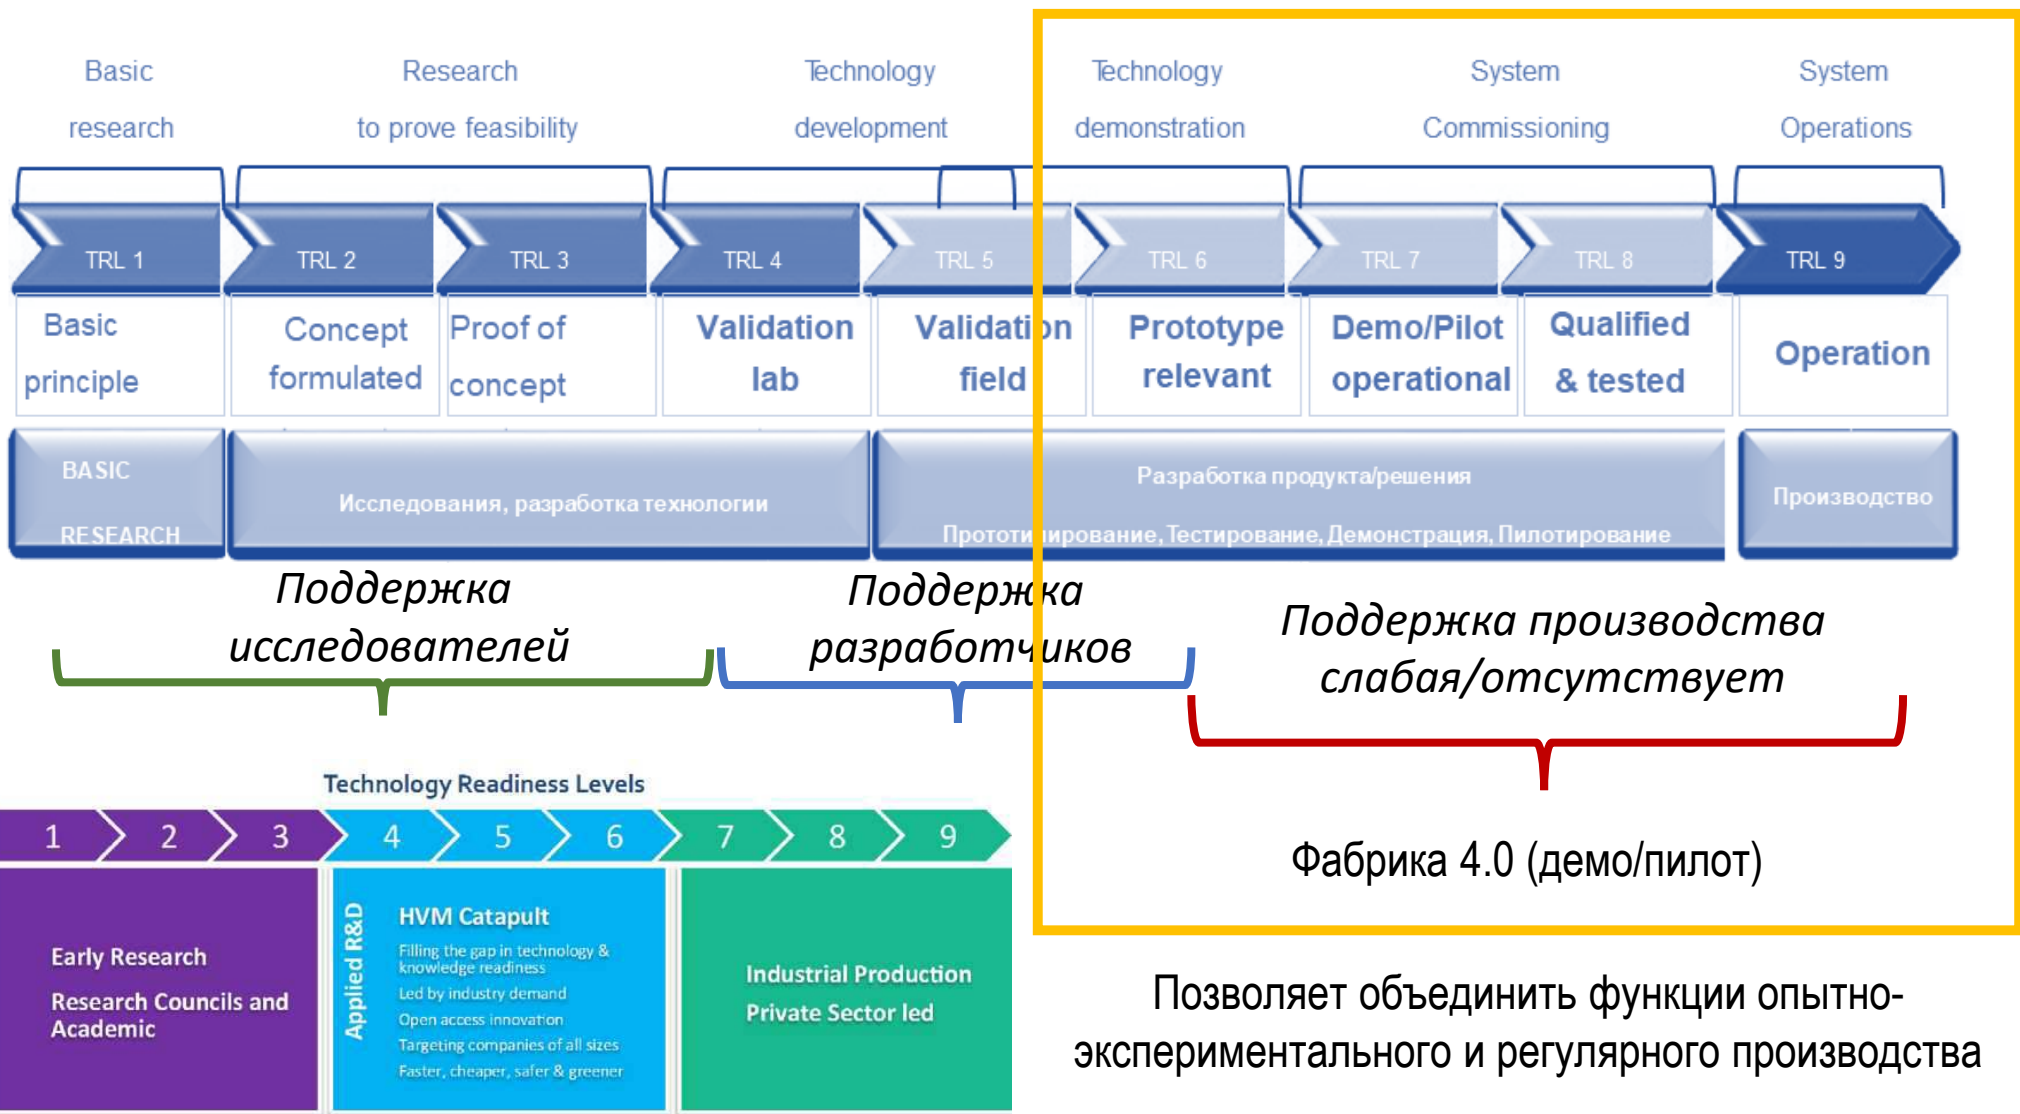 Basic
research
Research
to prove feasibility
Technology
development
Technology
demonstration
System
Commissioning
System
Operations
TRL 1
TRL 2
TRL 3
TRL 4
TRL 5
TRL 6
TRL 7
TRL 8
TRL 9
Basic
principle
Concept
formulated
Proof of
concept
Validation
lab
Validation
field
Prototype
relevant
Demo/Pilot
operational
Qualified
& tested
Operation
BASIC
RESEARCH
Исследования, разработка технологии
Разработка продукта/решения
Прототипирование, Тестирование, Демонстрация, Пилотирование
Производство
Поддержка
исследователей
Поддержка
разработчиков
Поддержка производства
слабая/отсутствует
Technology Readiness Levels
1
2
3
4
5
6
7
8
9
Early Research
Research Councils and
Academic
Applied R&D
HVM Catapult
Filling the gap in technology &
knowledge readiness
Led by industry demand
Open access innovation
Targeting companies of all sizes
Faster, cheaper, safer & greener
Industrial Production
Private Sector led
Фабрика 4.0 (демо/пилот)
Позволяет объединить функции опытно-
экспериментального и регулярного производства